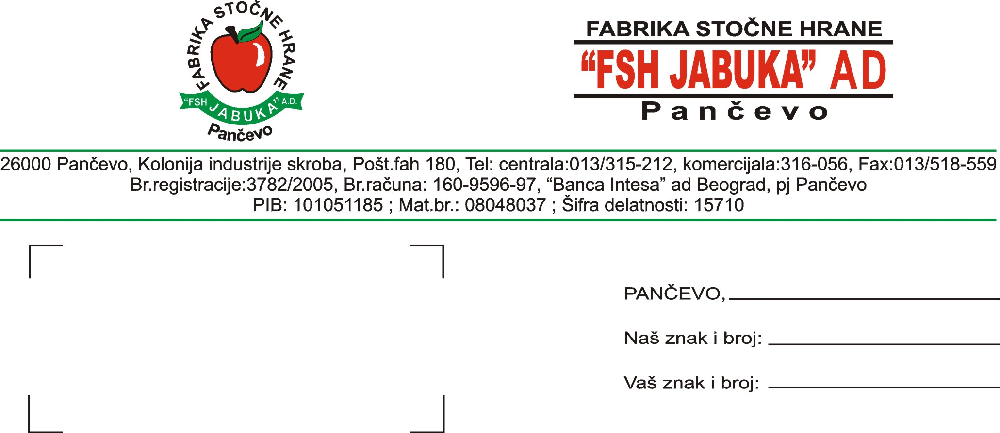 FABRIKA STOČNE HRANE
“FSH JABUKA” A.D.
Pančevo
FABRIKA STOČNE HRANE
“FSH JABUKA” AD
Pančevo
26000 Pančevo, Kolonija industrije skroba, Pošt.fah 180, Tel: centrala:013/315-212, komercijala:316-056, Fax:013/518-559
Br.registracije:3782/2005, Br.računa: 160-9596-97, “Banca Intesa” ad Beograd, pj Pančevo
PIB: 101051185 ; Mat.br.: 08048037 ; Šifra delatnosti: 15710
PANČEVO,
Naš znak i broj:
Vaš znak i broj: